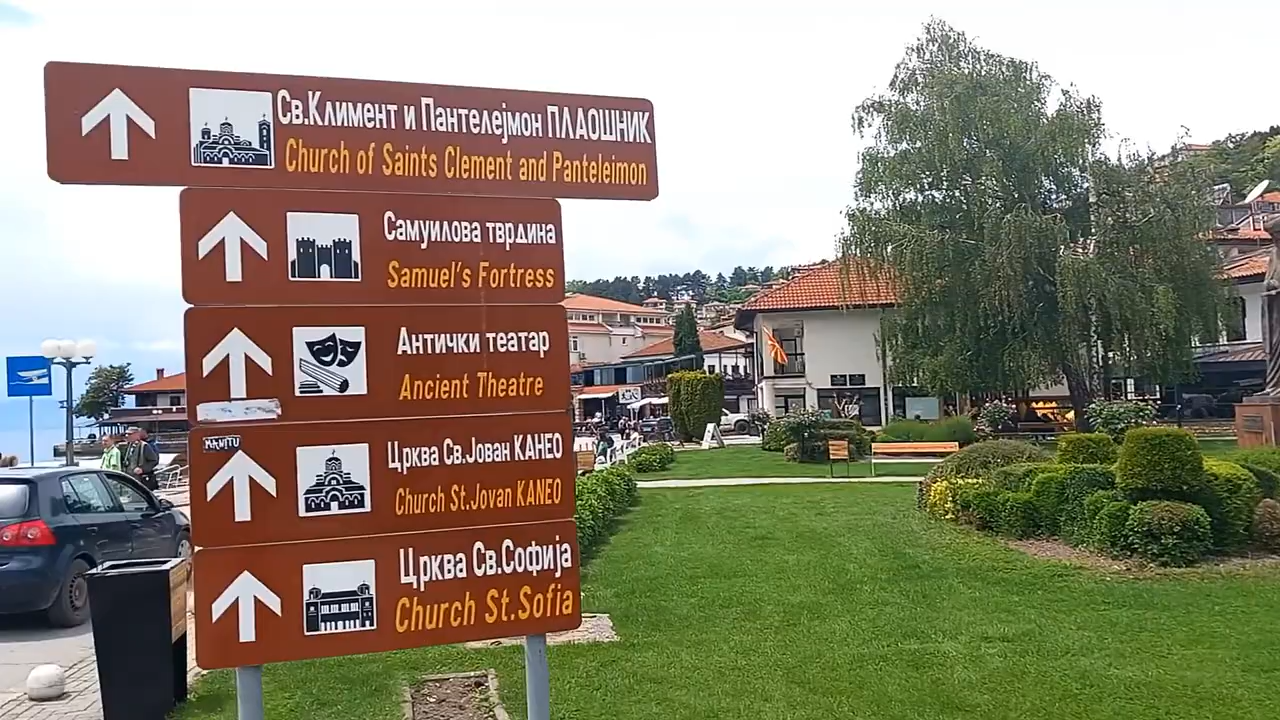 Св.Климент и Пантелејмон ПЛАОШНИК
Church of Saints Clement and Panteleimon
Самуилова тврдина
Samuel's Fortress
Антички театар
Ancient Theatre
MANITU
Црква Св.Јован КАНЕО
Church St.Jovan KANEO
Црква Св.Софија
Church St.Sofia